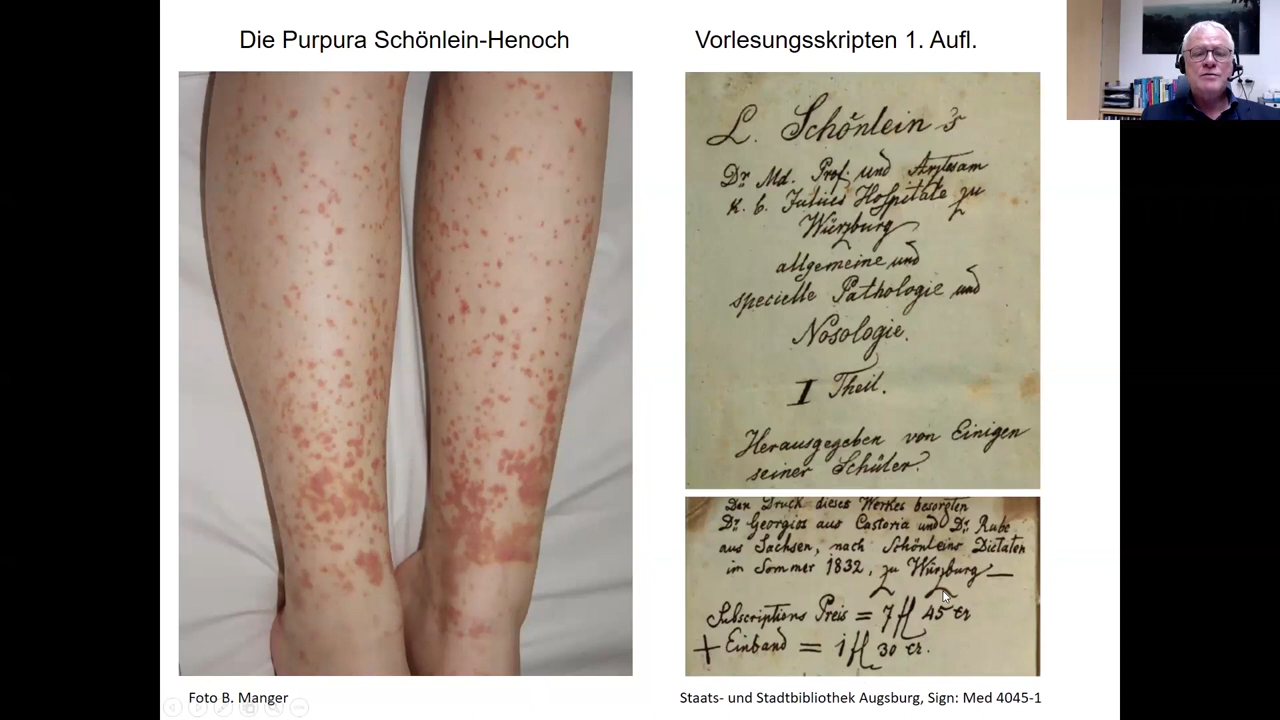 Die Purpura Schönlein-Henoch
Vorlesungsskripten 1. Aufl.
L. Schönlein's
Dr. Md. Prof. und Arztes am
K. b. Julius Hospitale zu
Würzburg
allgemeine und
specielle Pathologie und
Nosologie.
I Theil.
Herausgegeben von Einigen
seiner Schüler.
Den Druck dieses Werkes besorgten
Dr. Georgiss aus Castoria und Dr. Rube
aus Sachsen, nach Schönleins Dictaten
im Sommer 1832, zu Würzburg—
Subscriptions Preis = 7 fl 45 cr
+ Einband = 1 fl 30 cr.
Foto B. Manger
Staats- und Stadtbibliothek Augsburg, Sign: Med 4045-1